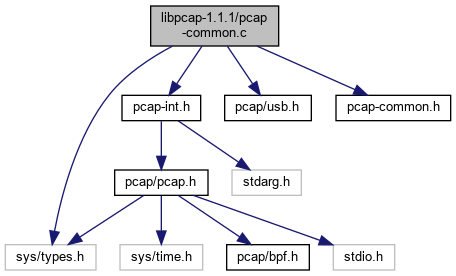 libpcap-1.1.1/pcap
-common.c
pcap-int.h
pcap/usb.h
pcap-common.h
pcap/pcap.h
stdarg.h
sys/types.h
sys/time.h
pcap/bpf.h
stdio.h